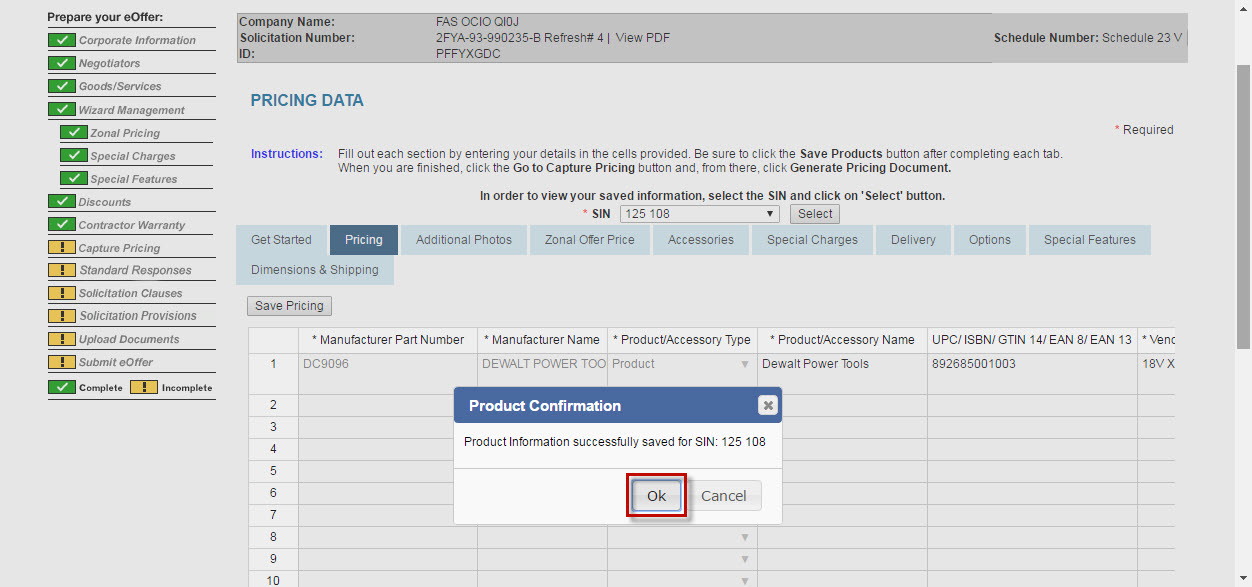 Prepare your eOffer:
Corporate Information
Negotiators
Goods/Services
Wizard Management
Zonal Pricing
Special Charges
Special Features
Discounts
Contractor Warranty
Capture Pricing
Standard Responses
Solicitation Clauses
Solicitation Provisions
Upload Documents
Submit eOffer
Complete Incomplete
Company Name: FAS OCIO QI0J
Solicitation Number: 2FYA-93-990235-B Refresh# 4 | View PDF Schedule Number: Schedule 23 V
ID: PFFYXGDC
PRICING DATA
* Required
Instructions: Fill out each section by entering your details in the cells provided. Be sure to click the Save Products button after completing each tab.
When you are finished, click the Go to Capture Pricing button and, from there, click Generate Pricing Document.
In order to view your saved information, select the SIN and click on 'Select' button.
* SIN 125 108 Select
Get Started Pricing Additional Photos Zonal Offer Price Accessories Special Charges Delivery Options Special Features
Dimensions & Shipping
Save Pricing
* Manufacturer Part Number * Manufacturer Name * Product/Accessory Type * Product/Accessory Name UPC/ ISBN/ GTIN 14/ EAN 8/ EAN 13 * Venc
1 DC9096 DEWALT POWER TOO Product Dewalt Power Tools 892685001003 18V X
2
3
4
5
6
7
8
9
10
Product Confirmation
Product Information successfully saved for SIN: 125 108
Ok Cancel